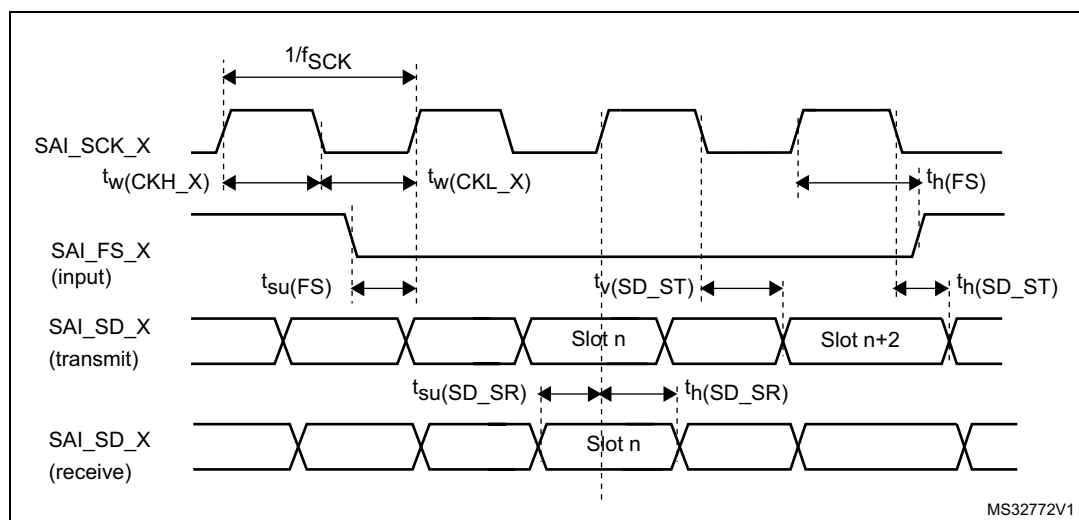 1/fSCK
SAI_SCK_X
tw(CKH_X)
tw(CKL_X)
th(FS)
SAI_FS_X
(input)
tsu(FS)
tv(SD_ST)
th(SD_ST)
SAI_SD_X
(transmit)
Slot n
Slot n+2
tsu(SD_SR)
th(SD_SR)
SAI_SD_X
(receive)
Slot n
MS32772V1